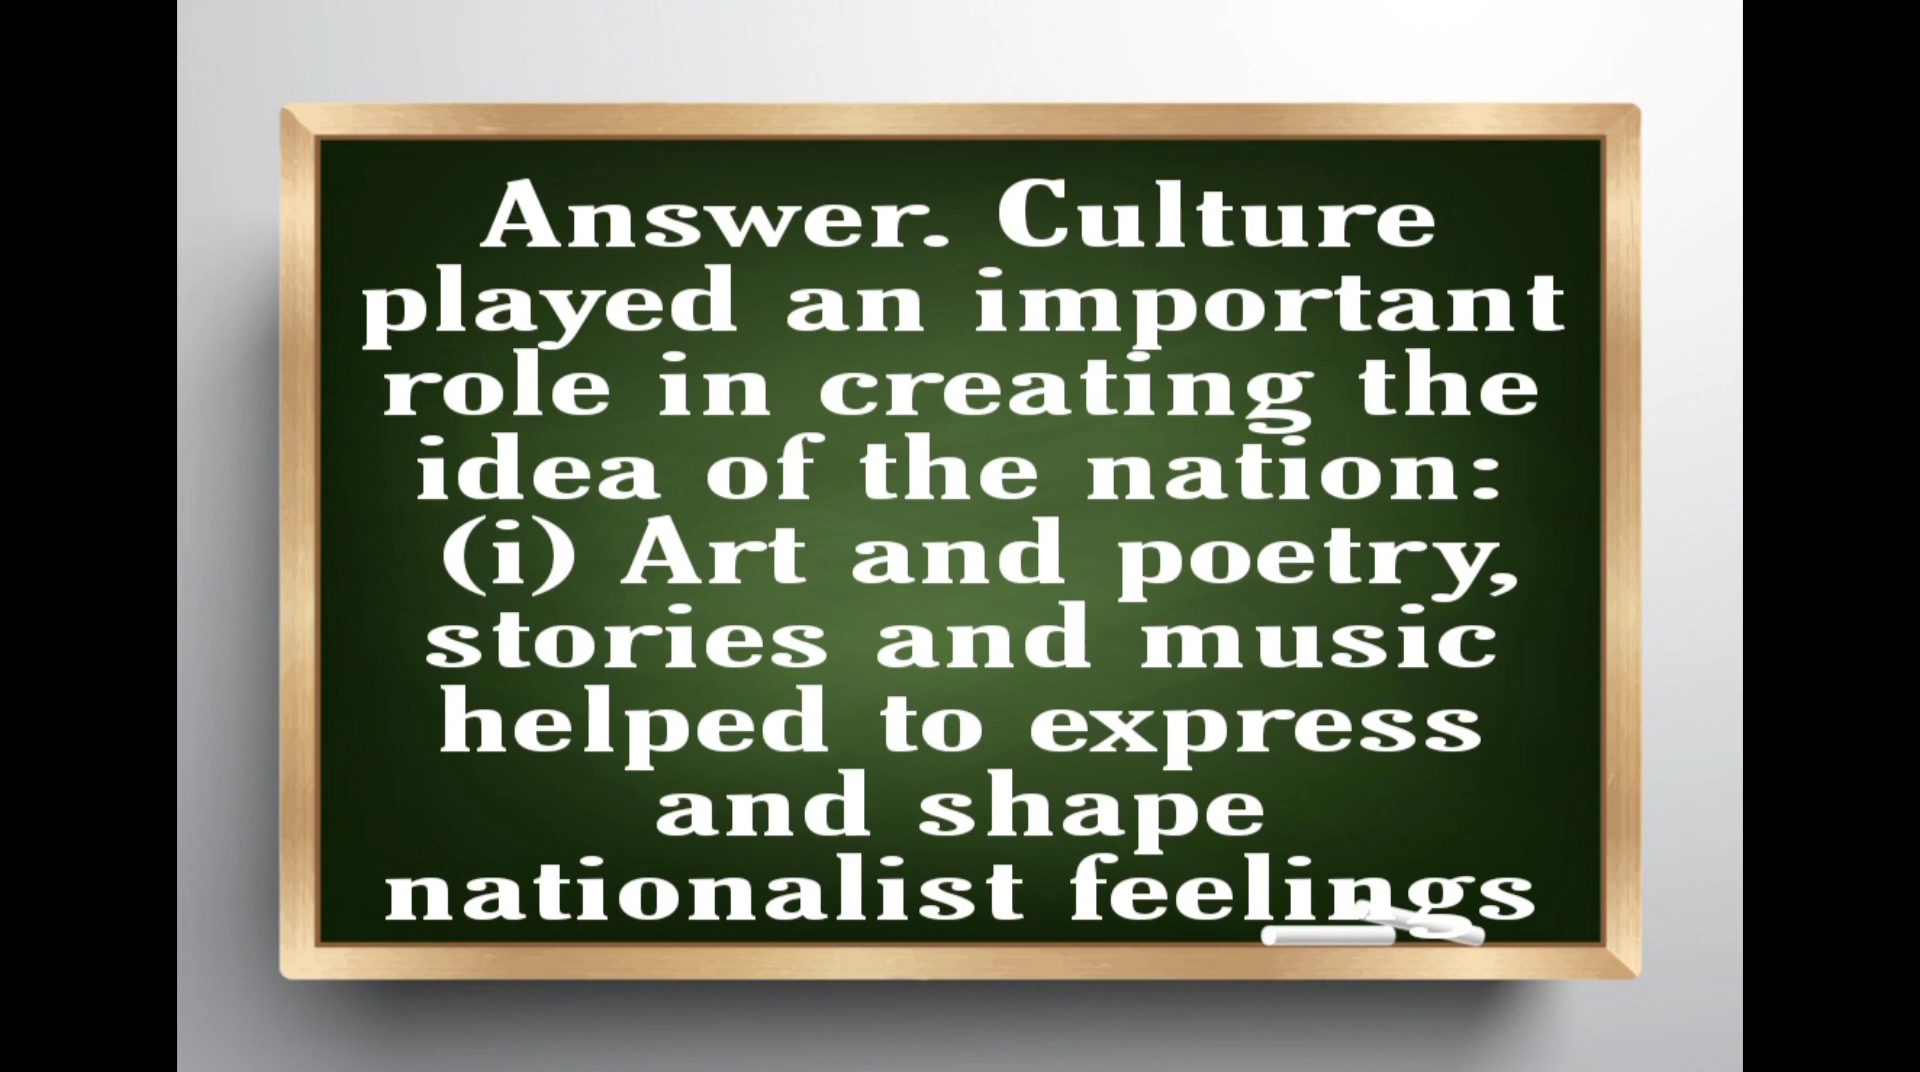 Answer. Culture
played an important
role in creating the
idea of the nation:
(i) Art and poetry,
stories and music
helped to express
and shape
nationalist feelings